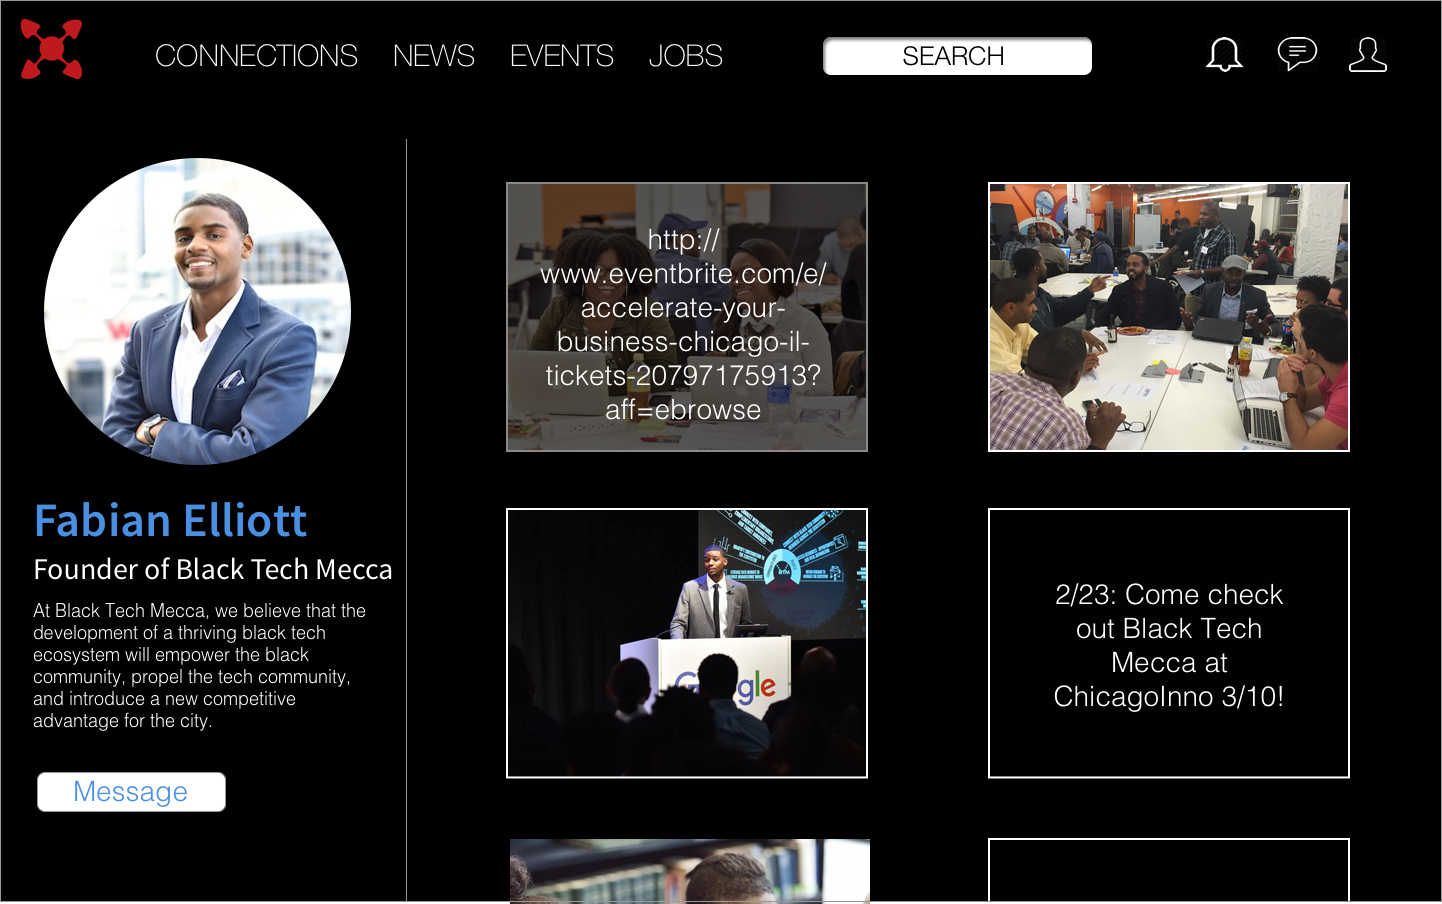 CONNECTIONS NEWS EVENTS JOBS SEARCH
http://
www.eventbrite.com/e/
accelerate-your-
business-chicago-il-
tickets-20797175913?
aff=ebrowse
Fabian Elliott
Founder of Black Tech Mecca
At Black Tech Mecca, we believe that the
development of a thriving black tech
ecosystem will empower the black
community, propel the tech community,
and introduce a new competitive
advantage for the city.
Message
2/23: Come check
out Black Tech
Mecca at
ChicagoInno 3/10!